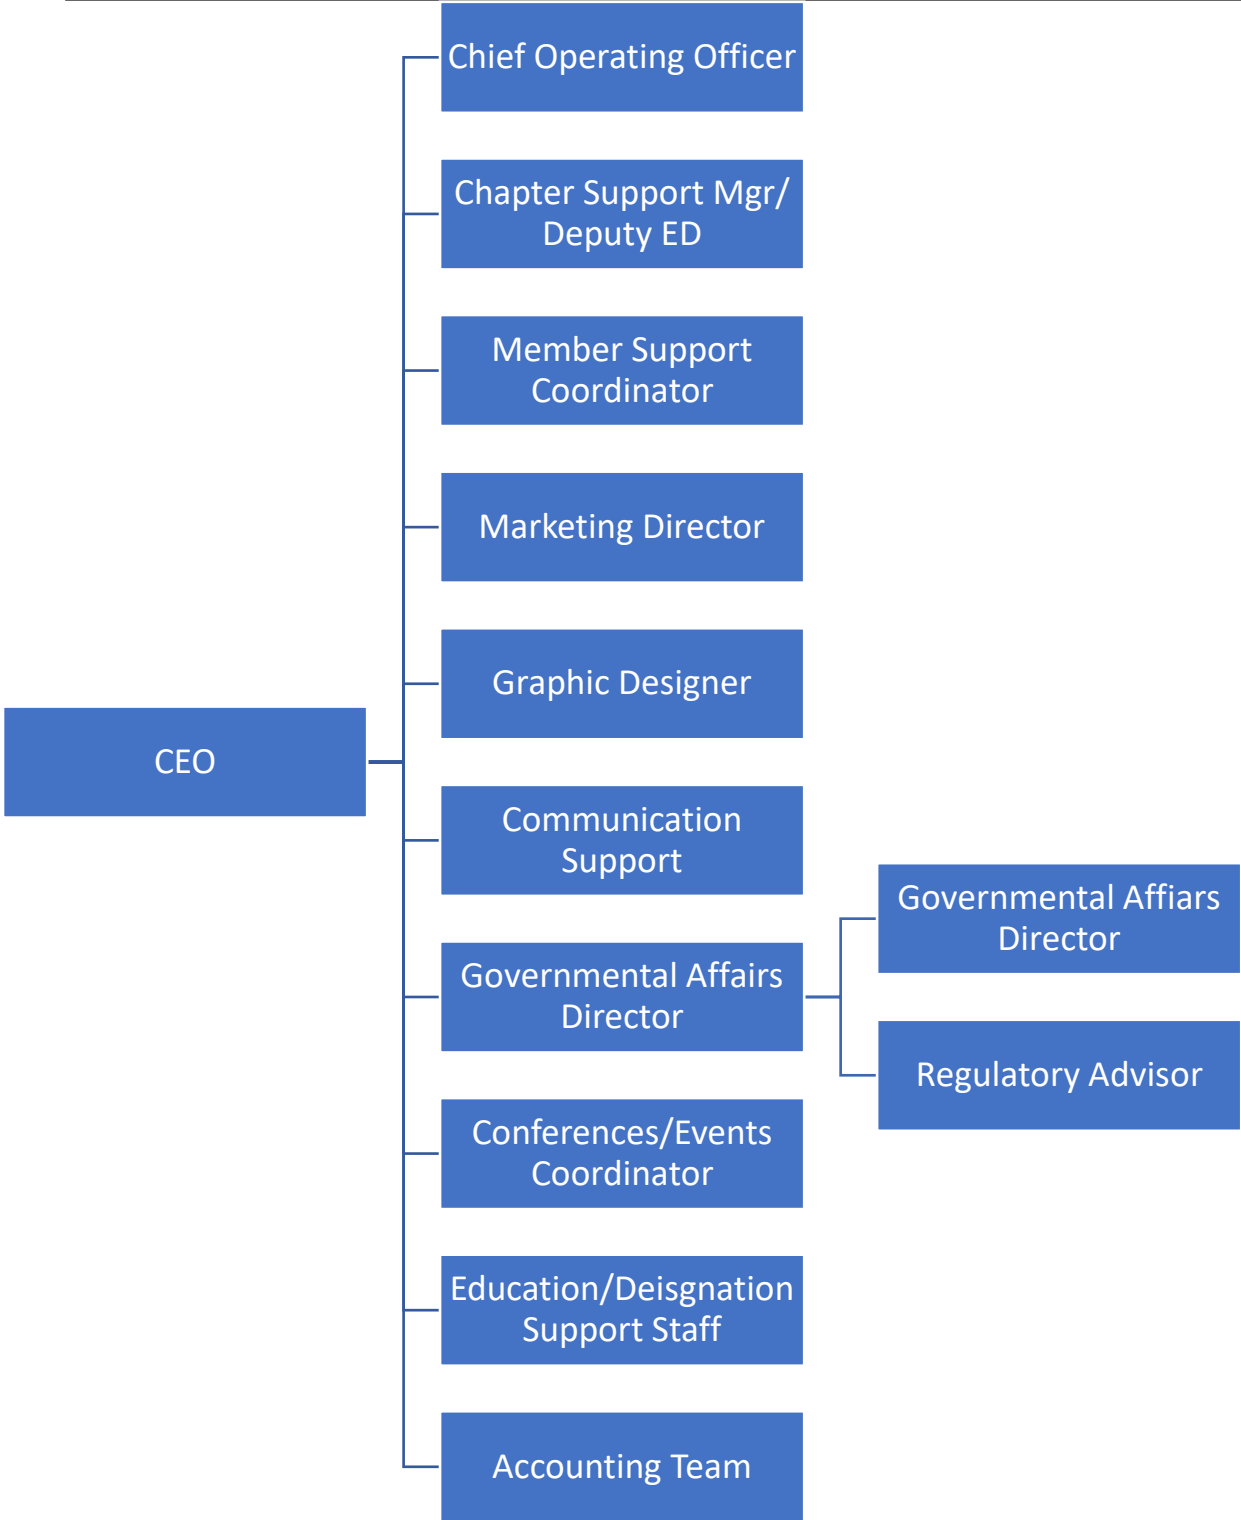 Chief Operating Officer
Chapter Support Mgr/
Deputy ED
Member Support
Coordinator
Marketing Director
Graphic Designer
CEO
Communication
Support
Governmental Affairs
Director
Governmental Affiars
Director
Regulatory Advisor
Conferences/Events
Coordinator
Education/Deisgnation
Support Staff
Accounting Team